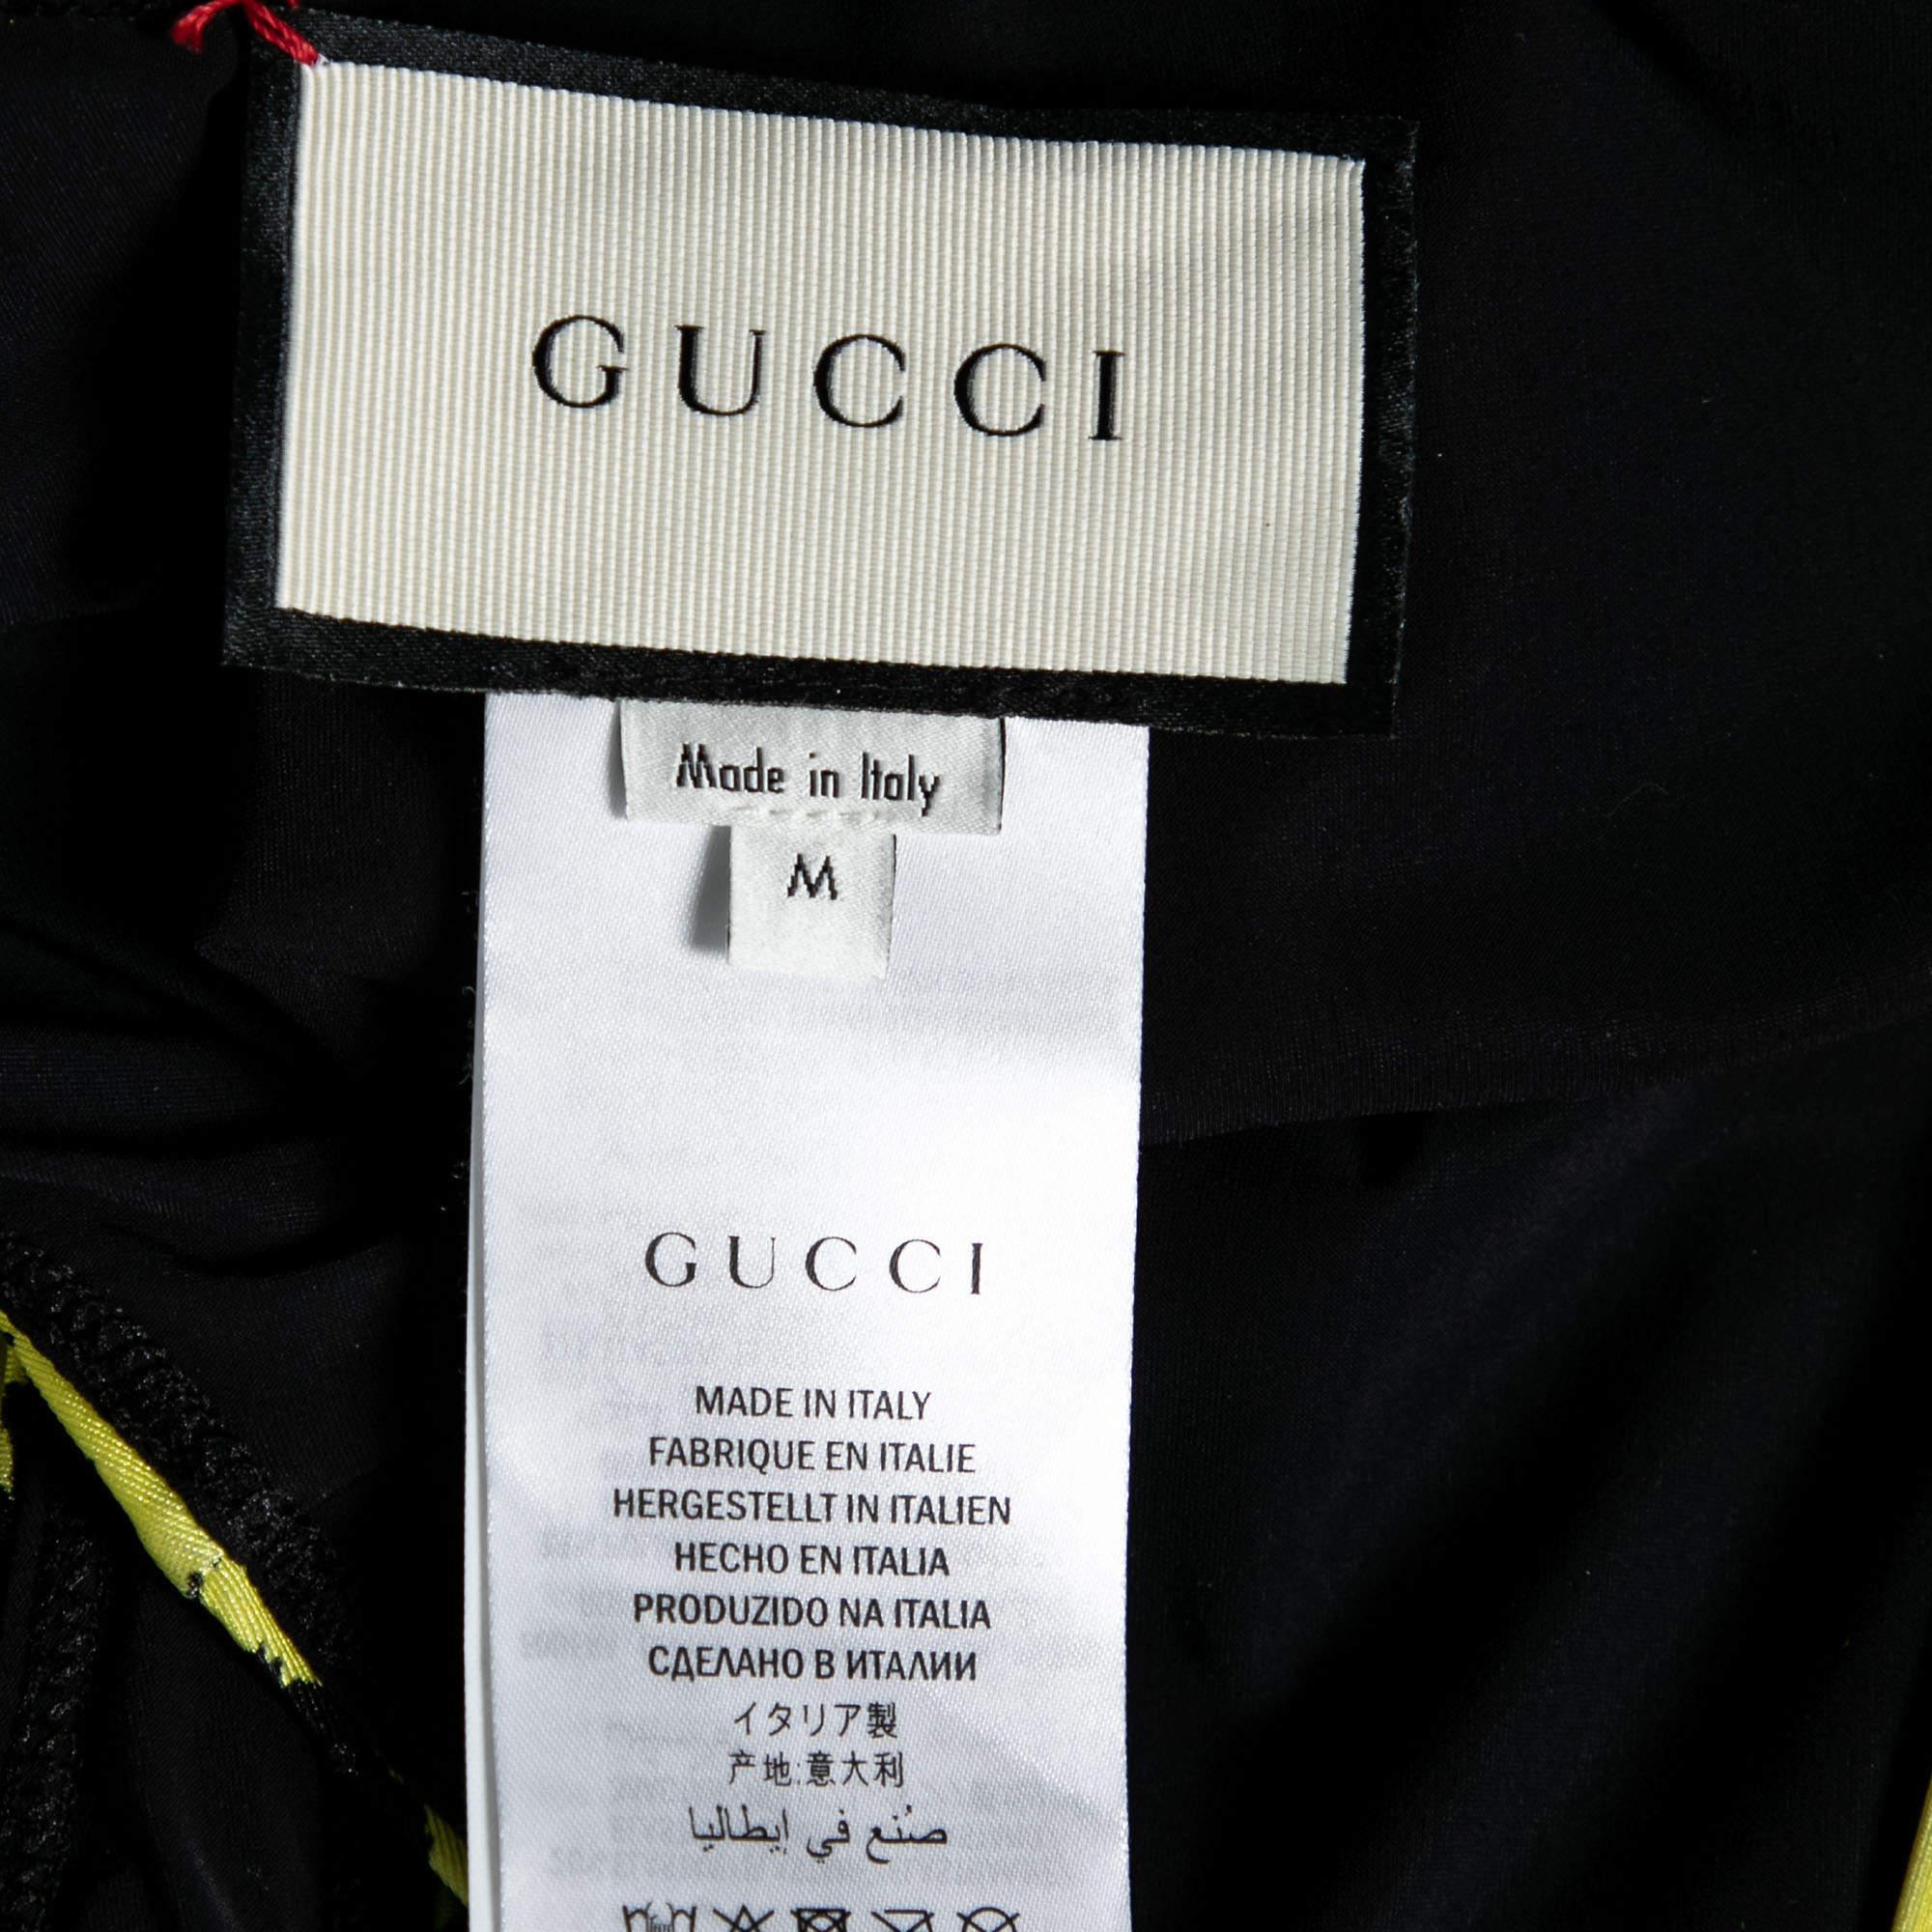 GUCCI
Made in Italy
M
GUCCI
MADE IN ITALY
FABRIQUE EN ITALIE
HERGESTELLT IN ITALIEN
HECHO EN ITALIA
PRODUZIDO NA ITALIA
СДЕЛАНО В ИТАЛИИ
イタリア製
产地:意大利
صُنع في إيطاليا